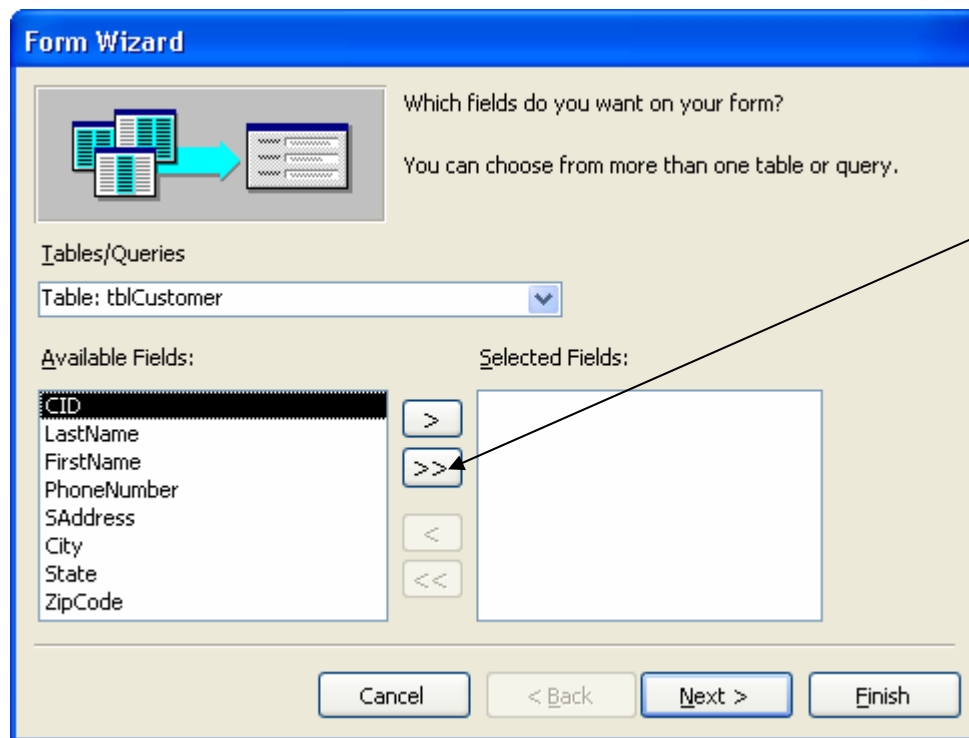 Form Wizard
Which fields do you want on your form?
You can choose from more than one table or query.
Tables/Queries
Table: tblCustomer
Available Fields:
Selected Fields:
CID
LastName
FirstName
PhoneNumber
SAddress
City
State
ZipCode
>
>>
<
<<
Cancel
< Back
Next >
Finish